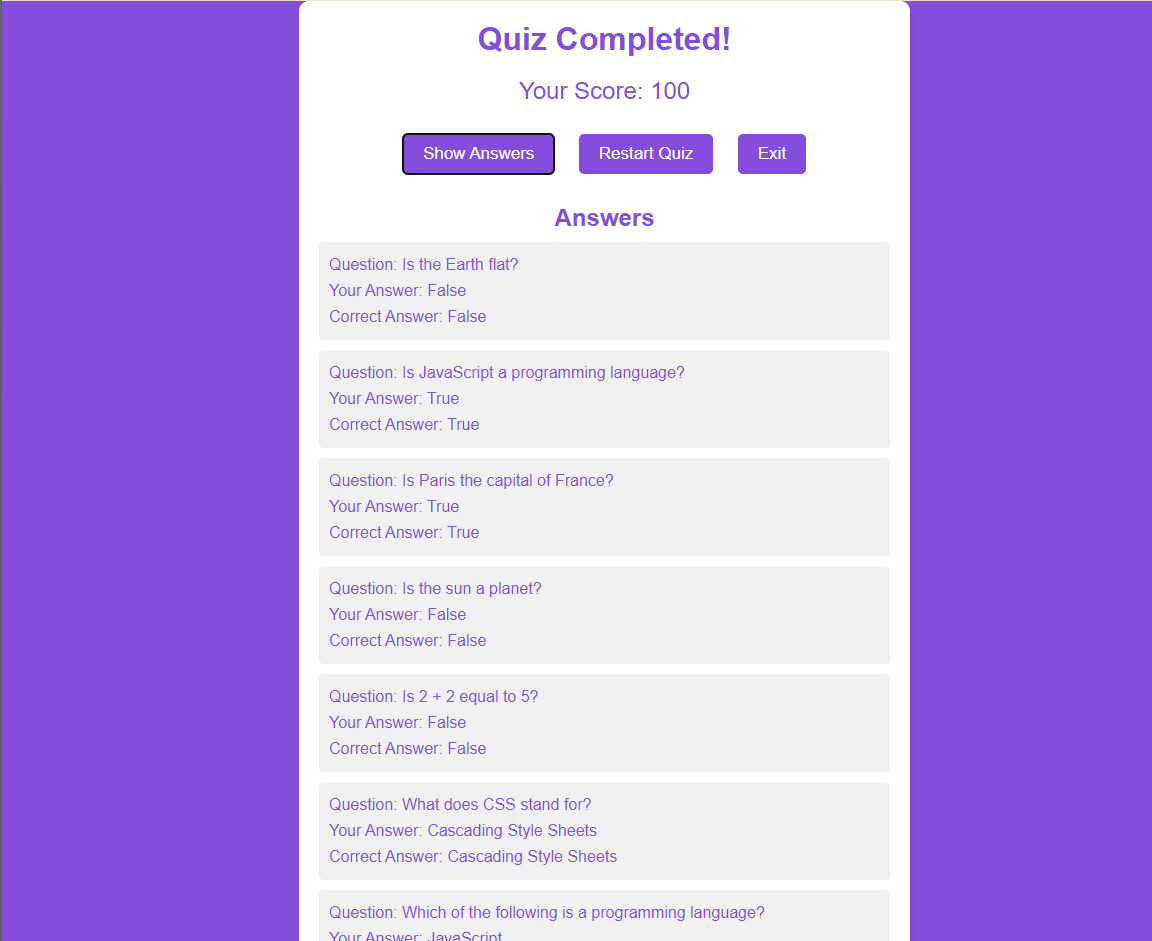 Quiz Completed!
Your Score: 100
Show Answers Restart Quiz Exit
Answers
Question: Is the Earth flat?
Your Answer: False
Correct Answer: False
Question: Is JavaScript a programming language?
Your Answer: True
Correct Answer: True
Question: Is Paris the capital of France?
Your Answer: True
Correct Answer: True
Question: Is the sun a planet?
Your Answer: False
Correct Answer: False
Question: Is 2 + 2 equal to 5?
Your Answer: False
Correct Answer: False
Question: What does CSS stand for?
Your Answer: Cascading Style Sheets
Correct Answer: Cascading Style Sheets
Question: Which of the following is a programming language?
Your Answer: JavaScript